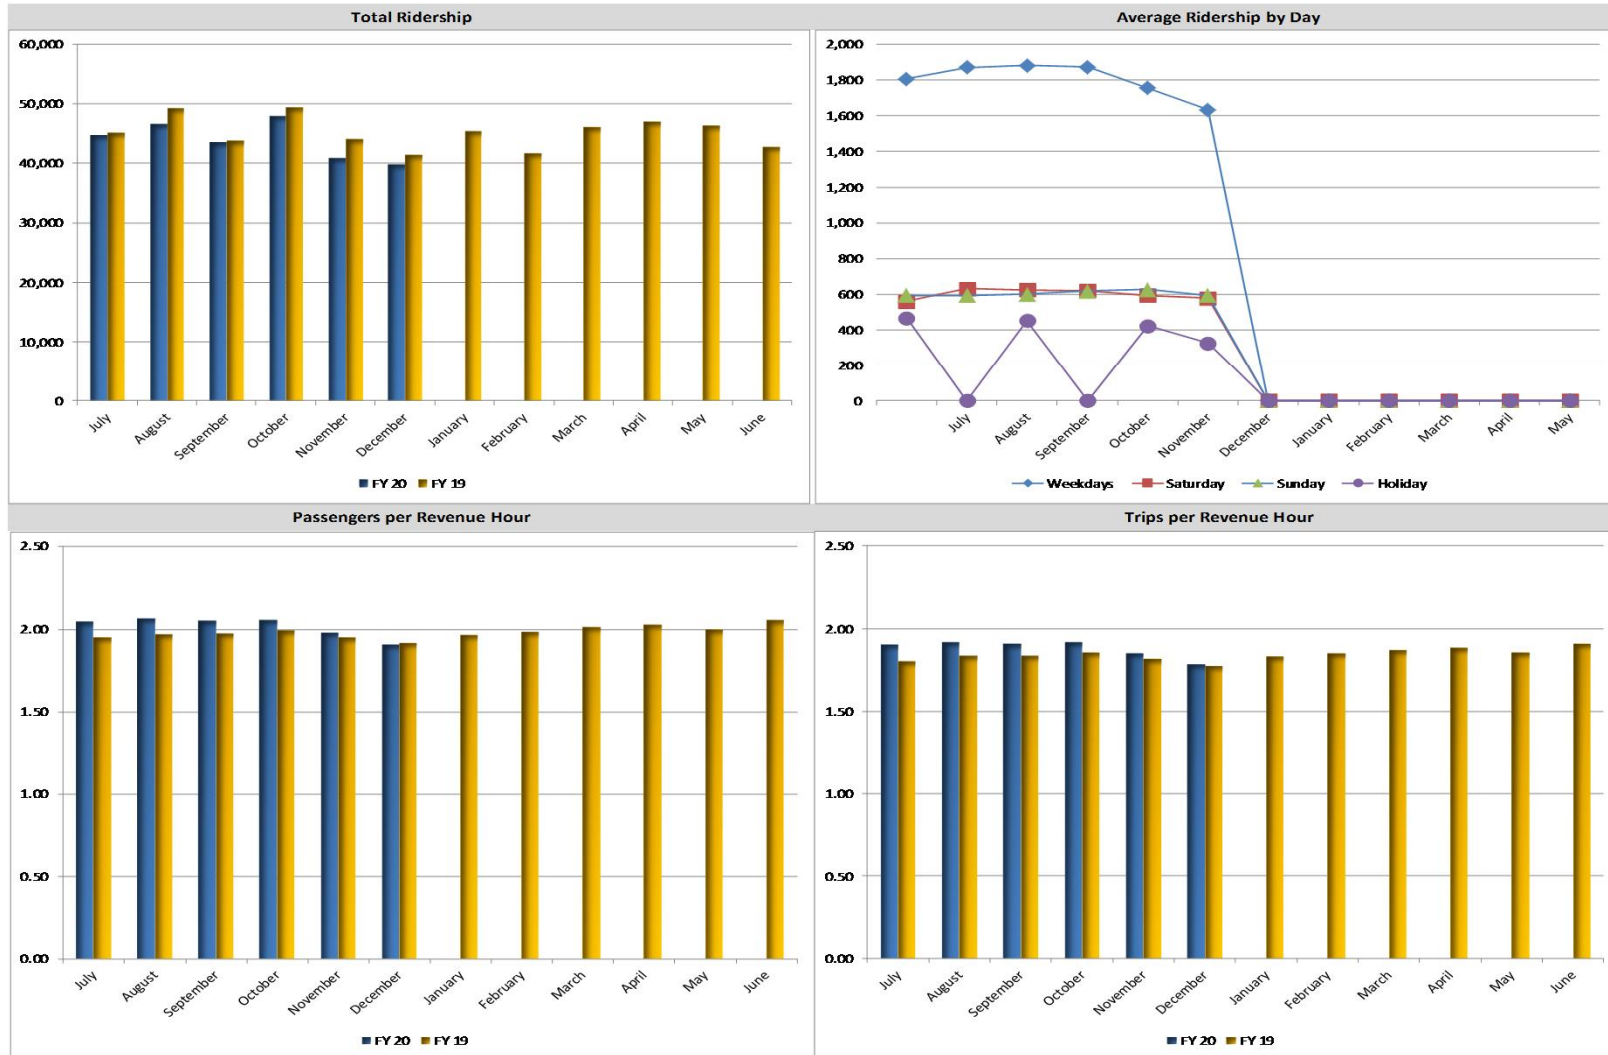 Total Ridership
60,000
50,000
40,000
30,000
20,000
10,000
0
July August September October November December January February March April May June
FY 20 FY 19
Average Ridership by Day
2,000
1,800
1,600
1,400
1,200
1,000
800
600
400
200
0
July August September October November December January February March April May
Weekdays Saturday Sunday Holiday
Passengers per Revenue Hour
2.50
2.00
1.50
1.00
0.50
0.00
July August September October November December January February March April May June
FY 20 FY 19
Trips per Revenue Hour
2.50
2.00
1.50
1.00
0.50
0.00
July August September October November December January February March April May June
FY 20 FY 19